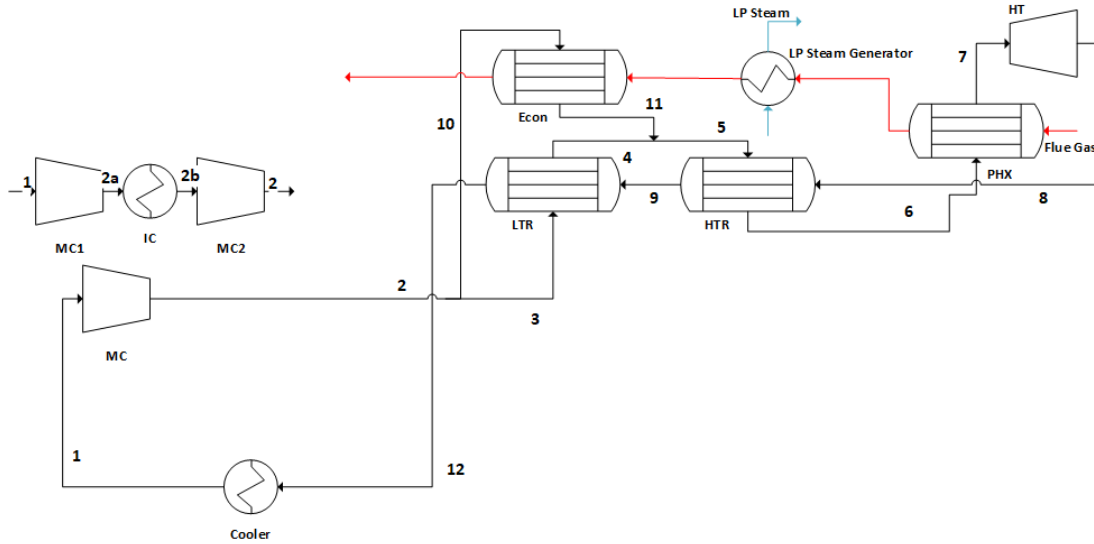 LP Steam
HT
LP Steam Generator
7
11
Econ
10
5
Flue Gas
1
2a
2b
2
4
9
PHX
6
8
IC
MC1
MC2
LTR
HTR
2
3
MC
1
12
Cooler